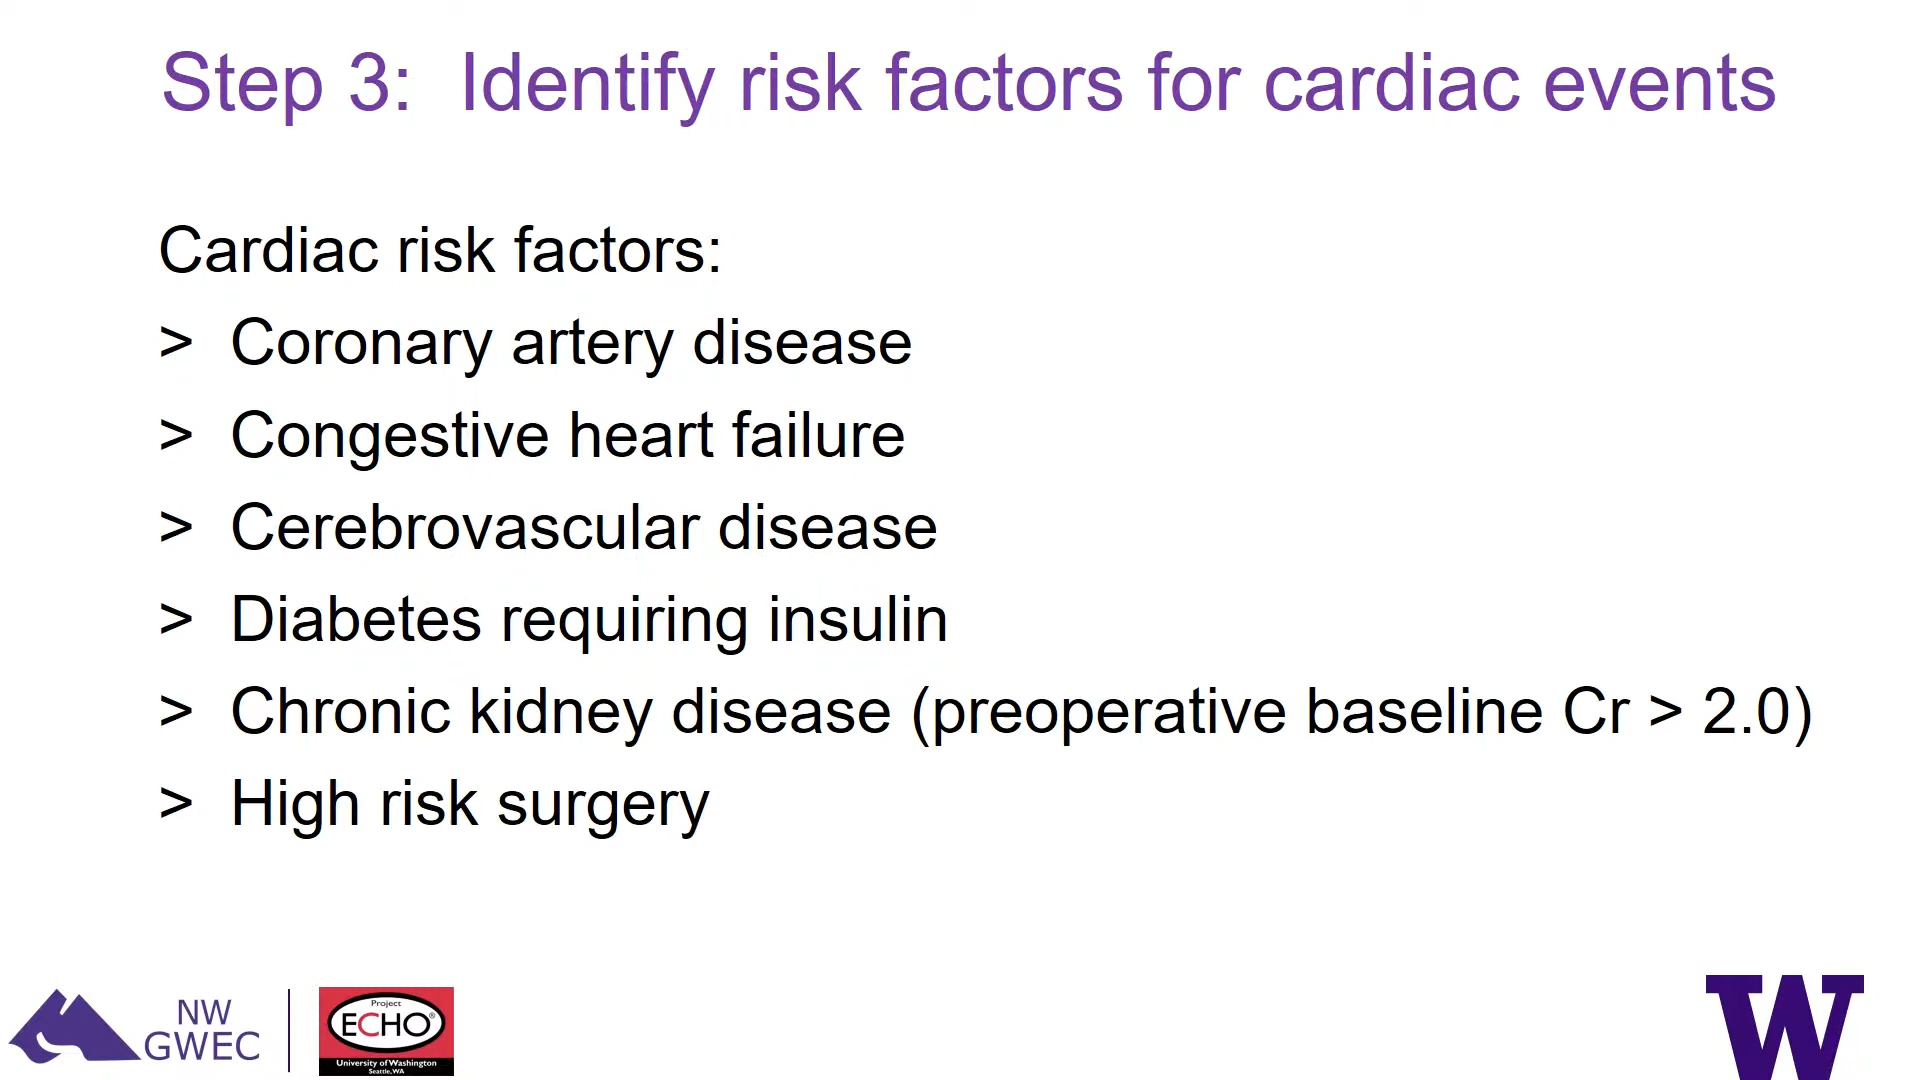 Step 3: Identify risk factors for cardiac events
Cardiac risk factors:
> Coronary artery disease
> Congestive heart failure
> Cerebrovascular disease
> Diabetes requiring insulin
> Chronic kidney disease (preoperative baseline Cr > 2.0)
> High risk surgery
NW
GWEC
Project
ECHO®
University of Washington
Seattle, WA
W